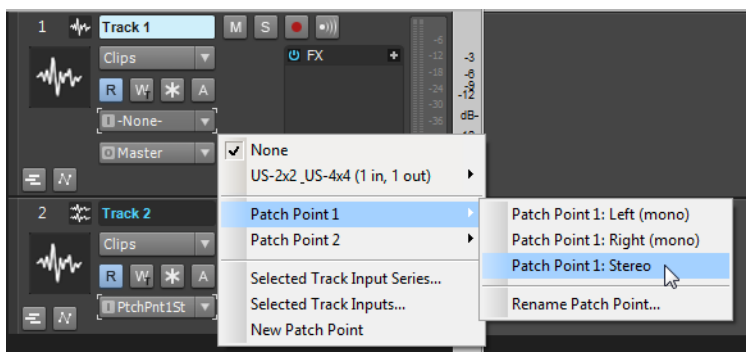 1 Track 1 M S
Clips
FX
R W * A
-None-
Master
-6
-12
-18
-24
-30
-36
-3
-6
-9
-12
dB-
None
US-2x2 _US-4x4 (1 in, 1 out)
Patch Point 1
Patch Point 2
Selected Track Input Series...
Selected Track Inputs...
New Patch Point
Patch Point 1: Left (mono)
Patch Point 1: Right (mono)
Patch Point 1: Stereo
Rename Patch Point...
2 Track 2
Clips
R W * A
PtchPnt1St